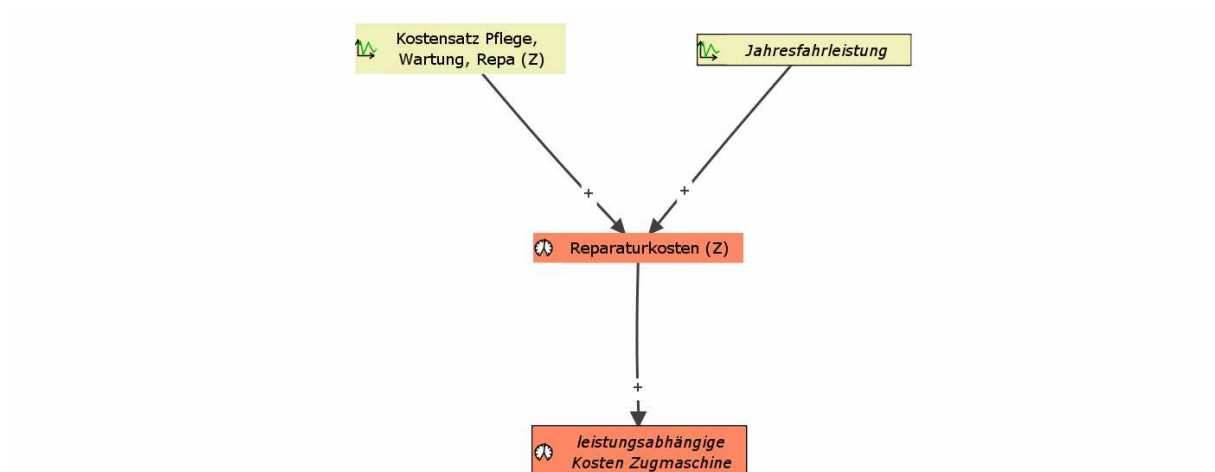 Kostensatz Pflege,
Wartung, Repa (Z)
Jahresfahrleistung
+
+
Reparaturkosten (Z)
+
leistungsabhängige
Kosten Zugmaschine